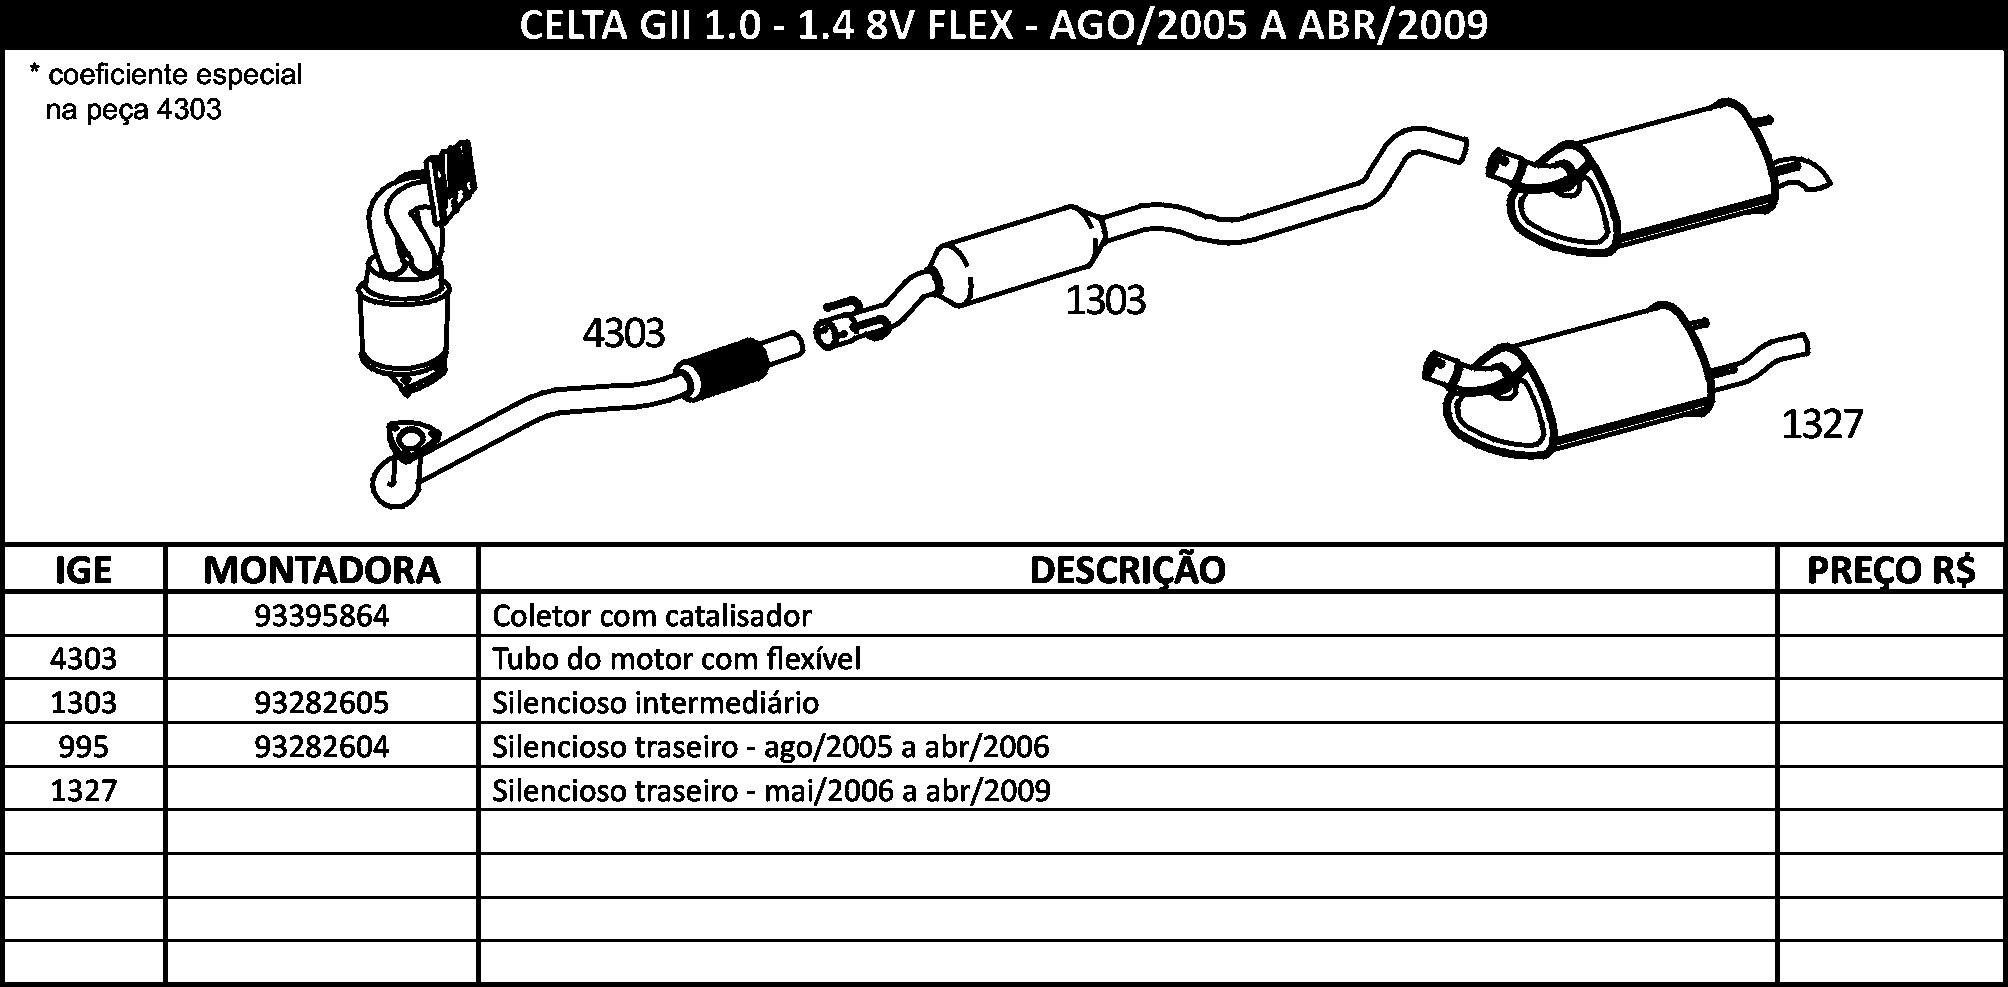 CELTA GII 1.0 - 1.4 8V FLEX - AGO/2005 A ABR/2009
* coeficiente especial
na peça 4303
4303
1303
1327
IGE MONTADORA DESCRIÇÃO PREÇO R$
93395864 Coletor com catalisador
4303 Tubo do motor com flexível
1303 93282605 Silencioso intermediário
995 93282604 Silencioso traseiro - ago/2005 a abr/2006
1327 Silencioso traseiro - mai/2006 a abr/2009